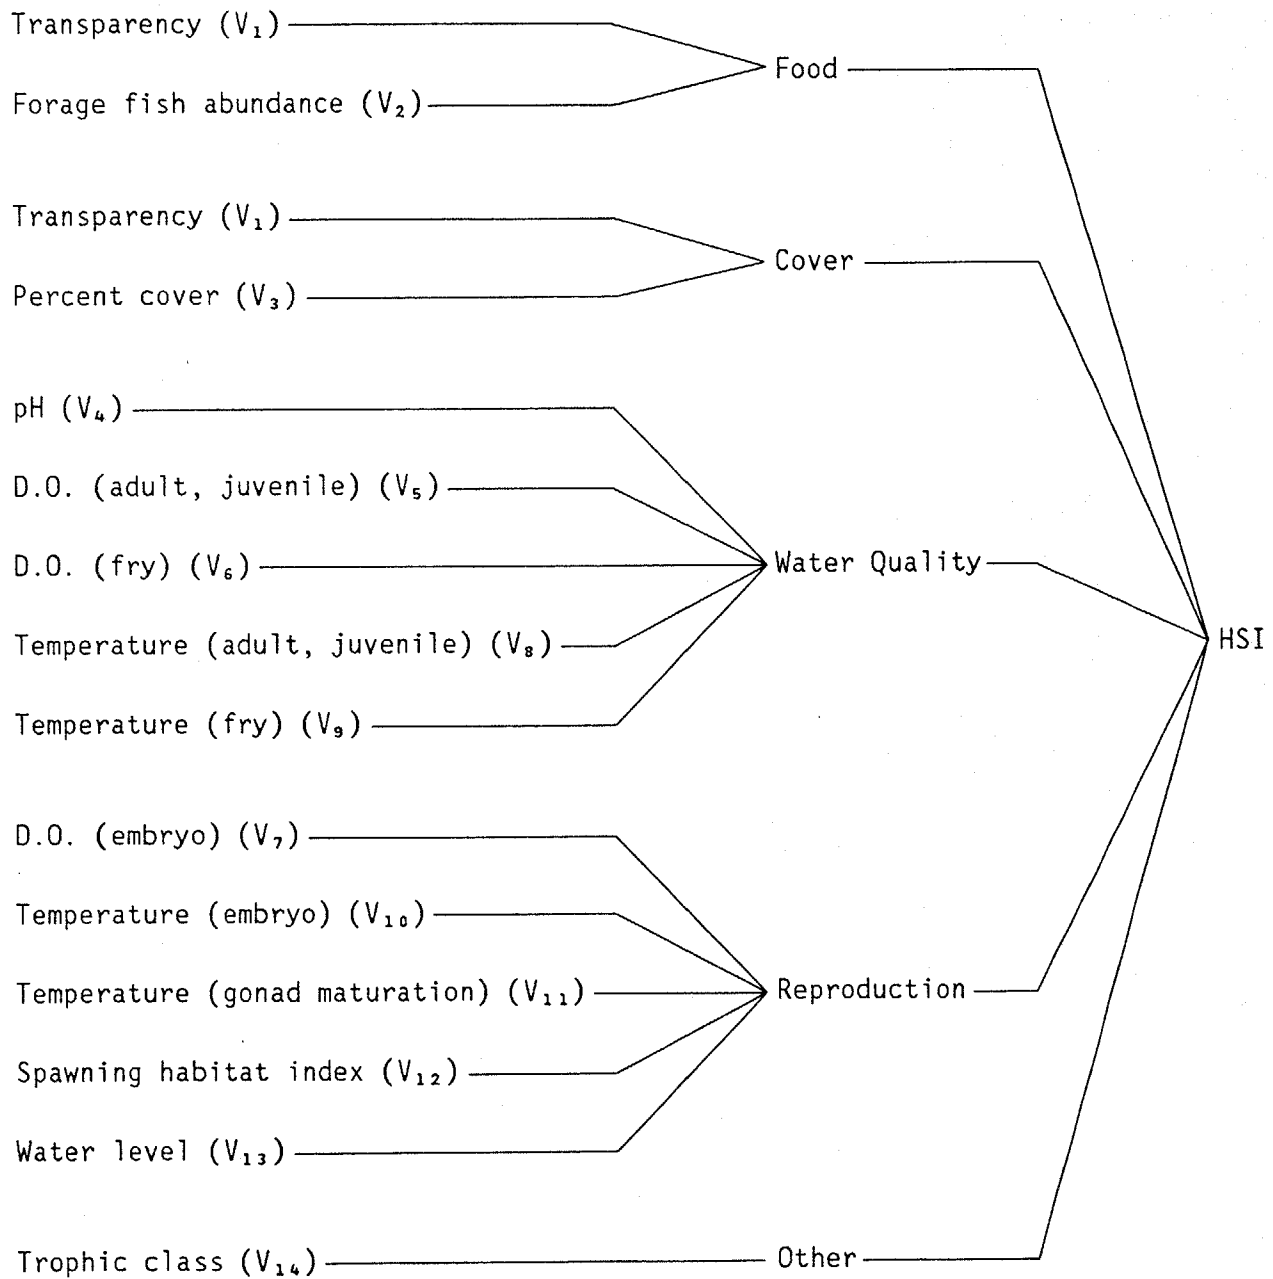 Transparency (V₁)
Food
Forage fish abundance (V₂)
Transparency (V₁)
Cover
Percent cover (V₃)
pH (V₄)
D.O. (adult, juvenile) (V₅)
D.O. (fry) (V₆)
Water Quality
Temperature (adult, juvenile) (V₈)
HSI
Temperature (fry) (V₉)
D.O. (embryo) (V₇)
Temperature (embryo) (V₁₀)
Temperature (gonad maturation) (V₁₁)
Reproduction
Spawning habitat index (V₁₂)
Water level (V₁₃)
Trophic class (V₁₄)
Other